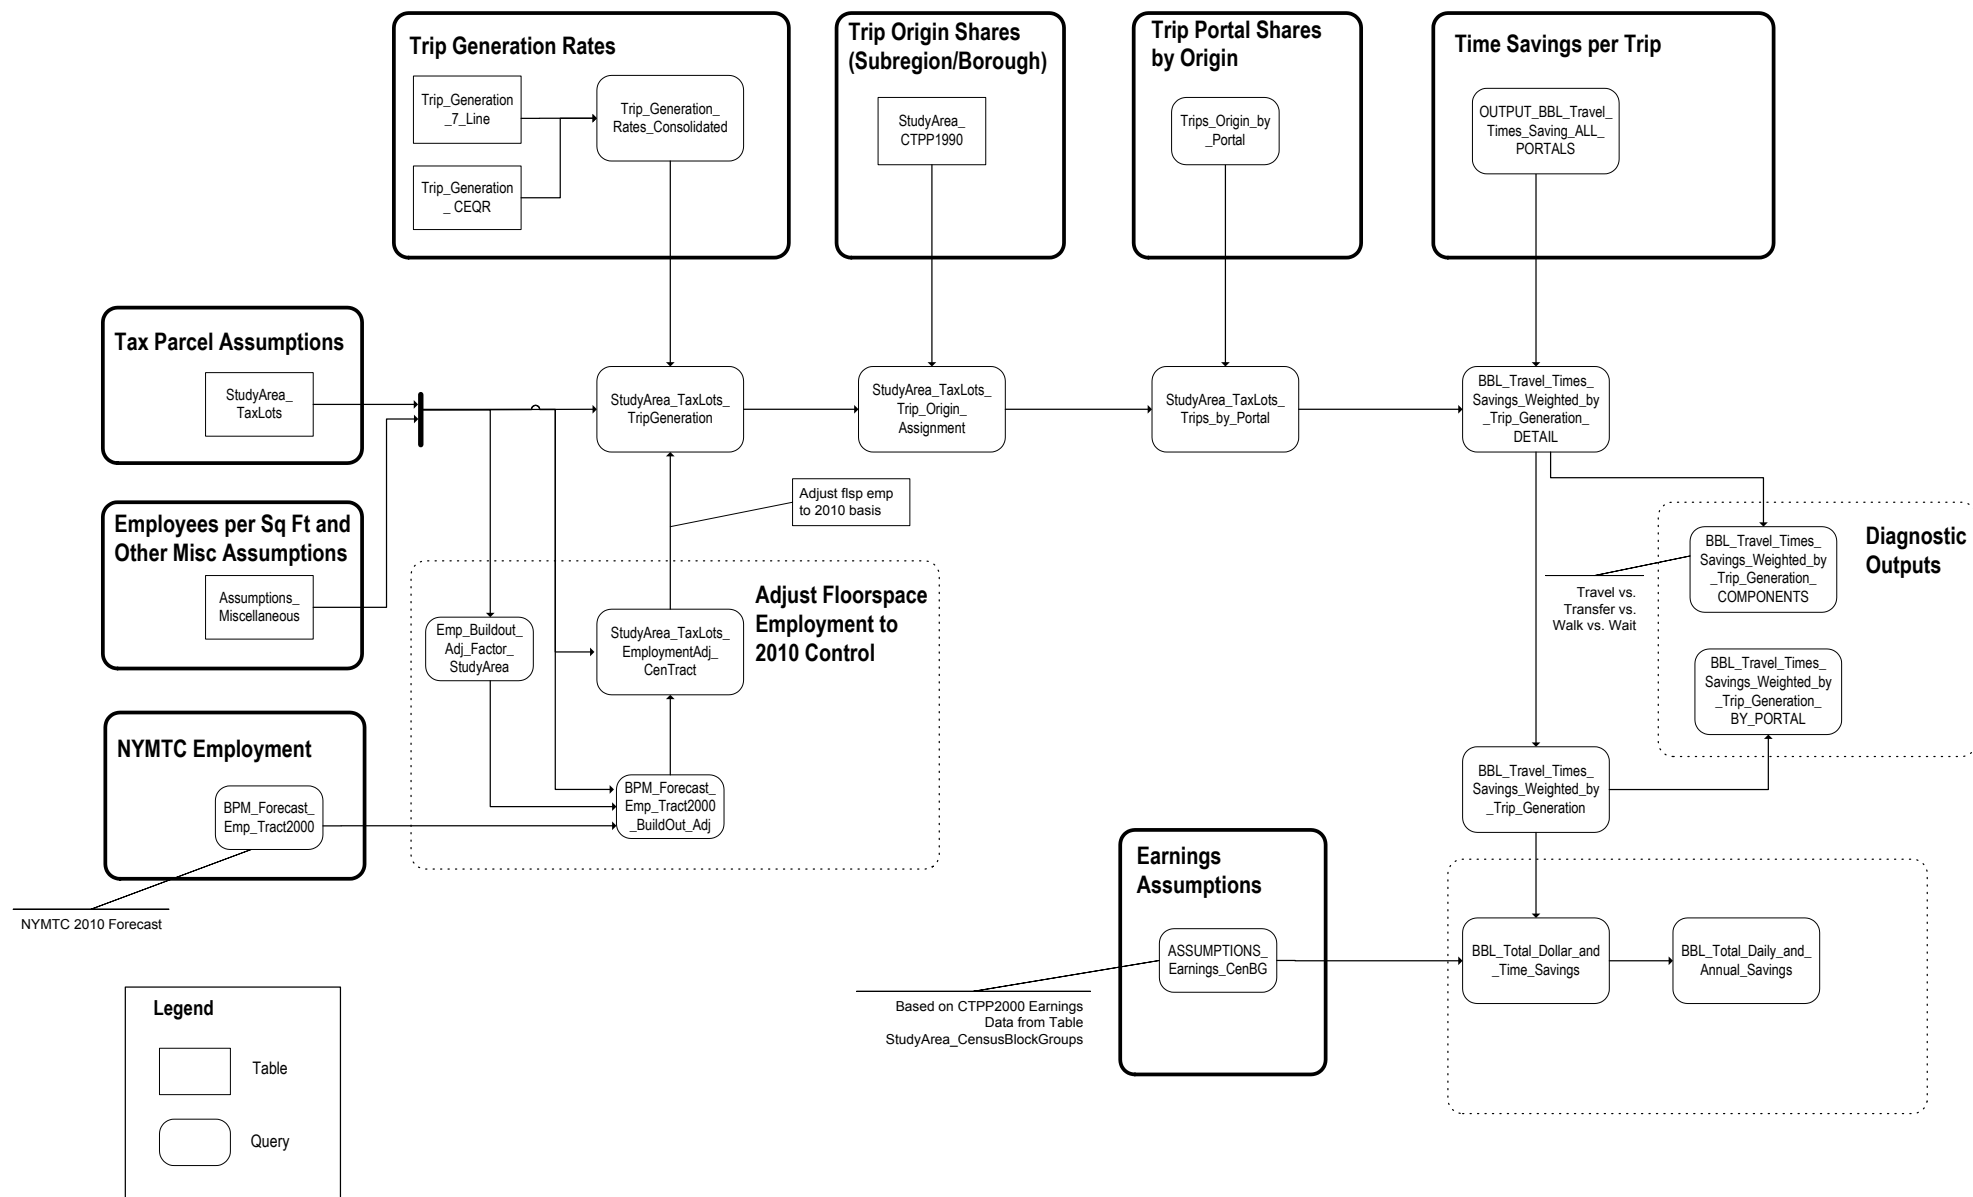 Trip Generation Rates
Trip_Generation
_7_Line
Trip_Generation
_ CEQR
Trip_Generation_
Rates_Consolidated
Trip Origin Shares
(Subregion/Borough)
StudyArea_
CTPP1990
Trip Portal Shares
by Origin
Trips_Origin_by
_Portal
Time Savings per Trip
OUTPUT_BBL_Travel_
Times_Saving_ALL_
PORTALS
Tax Parcel Assumptions
StudyArea_
TaxLots
StudyArea_TaxLots_
TripGeneration
StudyArea_TaxLots_
Trip_Origin_
Assignment
StudyArea_TaxLots_
Trips_by_Portal
BBL_Travel_Times_
Savings_Weighted_by
_Trip_Generation_
DETAIL
Adjust flsp emp
to 2010 basis
Employees per Sq Ft and
Other Misc Assumptions
Assumptions_
Miscellaneous
Emp_Buildout_
Adj_Factor_
StudyArea
StudyArea_TaxLots_
EmploymentAdj_
CenTract
Adjust Floorspace
Employment to
2010 Control
BBL_Travel_Times_
Savings_Weighted_by
_Trip_Generation_
COMPONENTS
Diagnostic
Outputs
Travel vs.
Transfer vs.
Walk vs. Wait
BBL_Travel_Times_
Savings_Weighted_by
_Trip_Generation_
BY_PORTAL
NYMTC Employment
BPM_Forecast_
Emp_Tract2000
BPM_Forecast_
Emp_Tract2000
_BuildOut_Adj
BBL_Travel_Times_
Savings_Weighted_by
_Trip_Generation
NYMTC 2010 Forecast
Earnings
Assumptions
ASSUMPTIONS_
Earnings_CenBG
BBL_Total_Dollar_and
_Time_Savings
BBL_Total_Daily_and_
Annual_Savings
Based on CTPP2000 Earnings
Data from Table
StudyArea_CensusBlockGroups
Legend
Table
Query